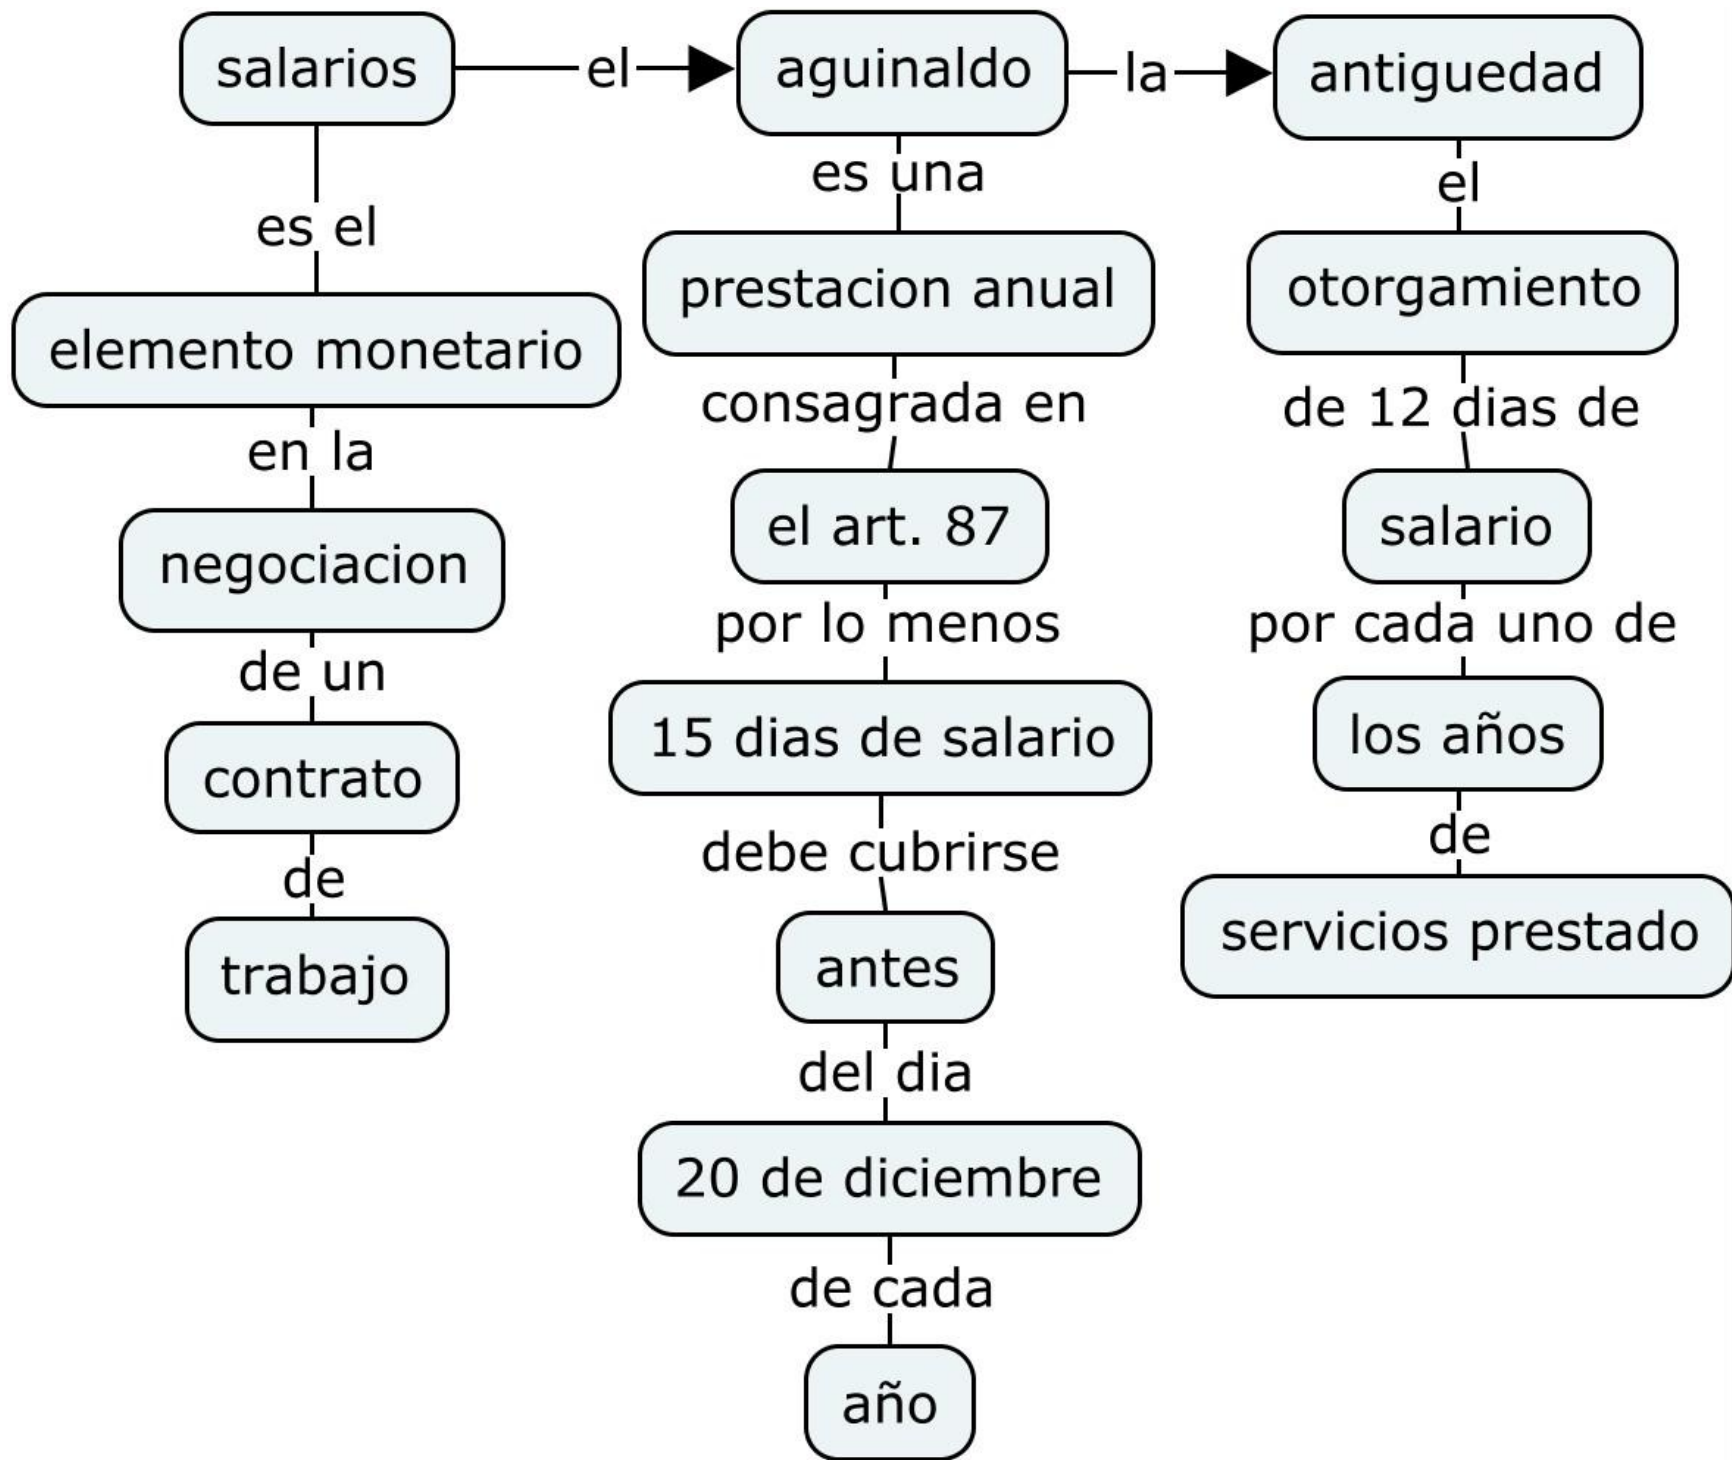 salarios
el
aguinaldo
la
antiguedad
es el
elemento monetario
en la
negociacion
de un
contrato
de
trabajo
es una
prestacion anual
consagrada en
el art. 87
por lo menos
15 dias de salario
debe cubrirse
antes
del dia
20 de diciembre
de cada
año
el
otorgamiento
de 12 dias de
salario
por cada uno de
los años
de
servicios prestado